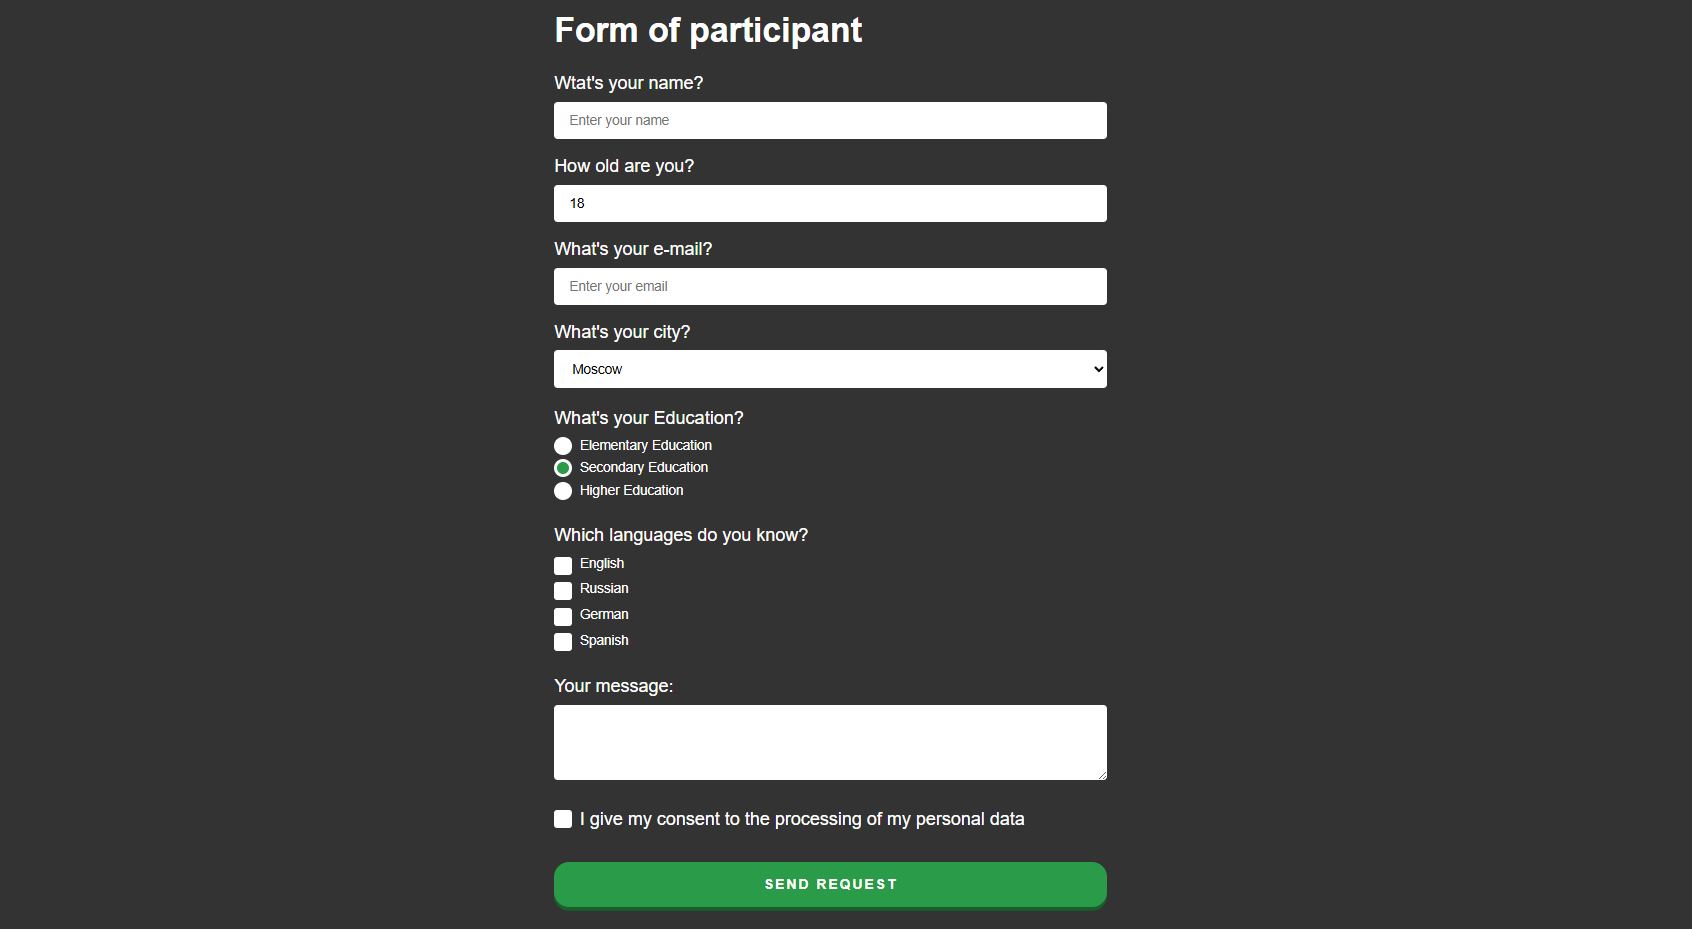 Form of participant
Wtat's your name?
Enter your name
How old are you?
18
What's your e-mail?
Enter your email
What's your city?
Moscow
What's your Education?
Elementary Education
Secondary Education
Higher Education
Which languages do you know?
English
Russian
German
Spanish
Your message:
I give my consent to the processing of my personal data
SEND REQUEST